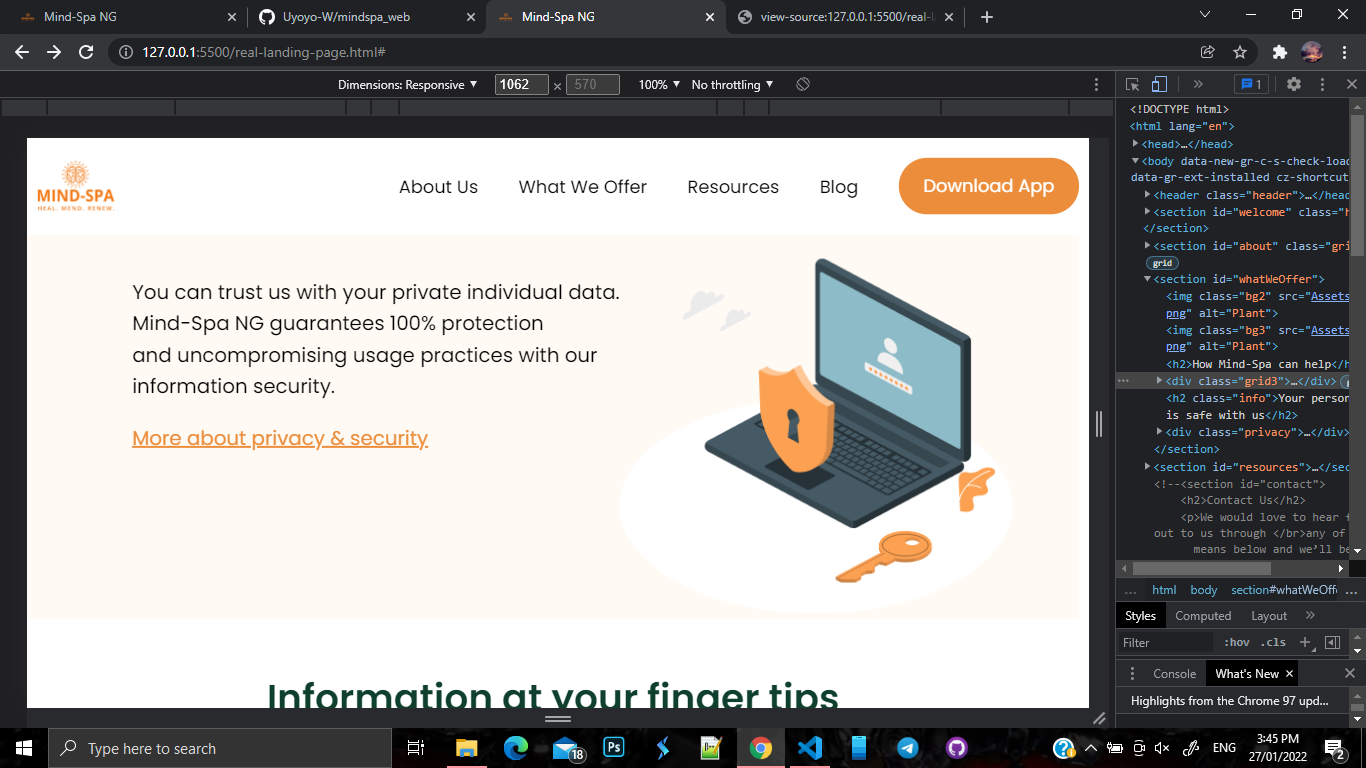 Mind-Spa NG
Uyoyo-W/mindspa_web
Mind-Spa NG
view-source:127.0.0.1:5500/real-l
127.0.0.1:5500/real-landing-page.html#
Dimensions: Responsive
1062
×
570
100%
No throttling
1
MIND-SPA
HEAL. MEND. RENEW.
About Us
What We Offer
Resources
Blog
Download App
You can trust us with your private individual data.
Mind-Spa NG guarantees 100% protection
and uncompromising usage practices with our
information security.
More about privacy & security
Information at your finger tips
<!DOCTYPE html>
<html lang="en">
<head>…</head>
<body data-new-gr-c-s-check-load
data-gr-ext-installed cz-shortcut
<header class="header">…</head
<section id="welcome" class="h
</section>
<section id="about" class="gri
grid
<section id="whatWeOffer">
<img class="bg2" src="Assets
png" alt="Plant">
<img class="bg3" src="Assets
png" alt="Plant">
<h2>How Mind-Spa can help</h
<div class="grid3">…</div>
<h2 class="info">Your person
is safe with us</h2>
<div class="privacy">…</div>
</section>
<section id="resources">…</sec
<!--<section id="contact">
<h2>Contact Us</h2>
<p>We would love to hear f
out to us through </br>any of
means below and we’ll be
...
html
body
section#whatWeOffe
...
Styles
Computed
Layout
Filter
:hov
.cls
Console
What's New
Highlights from the Chrome 97 upd...
Type here to search
Ps
18
ENG
3:45 PM
27/01/2022
2